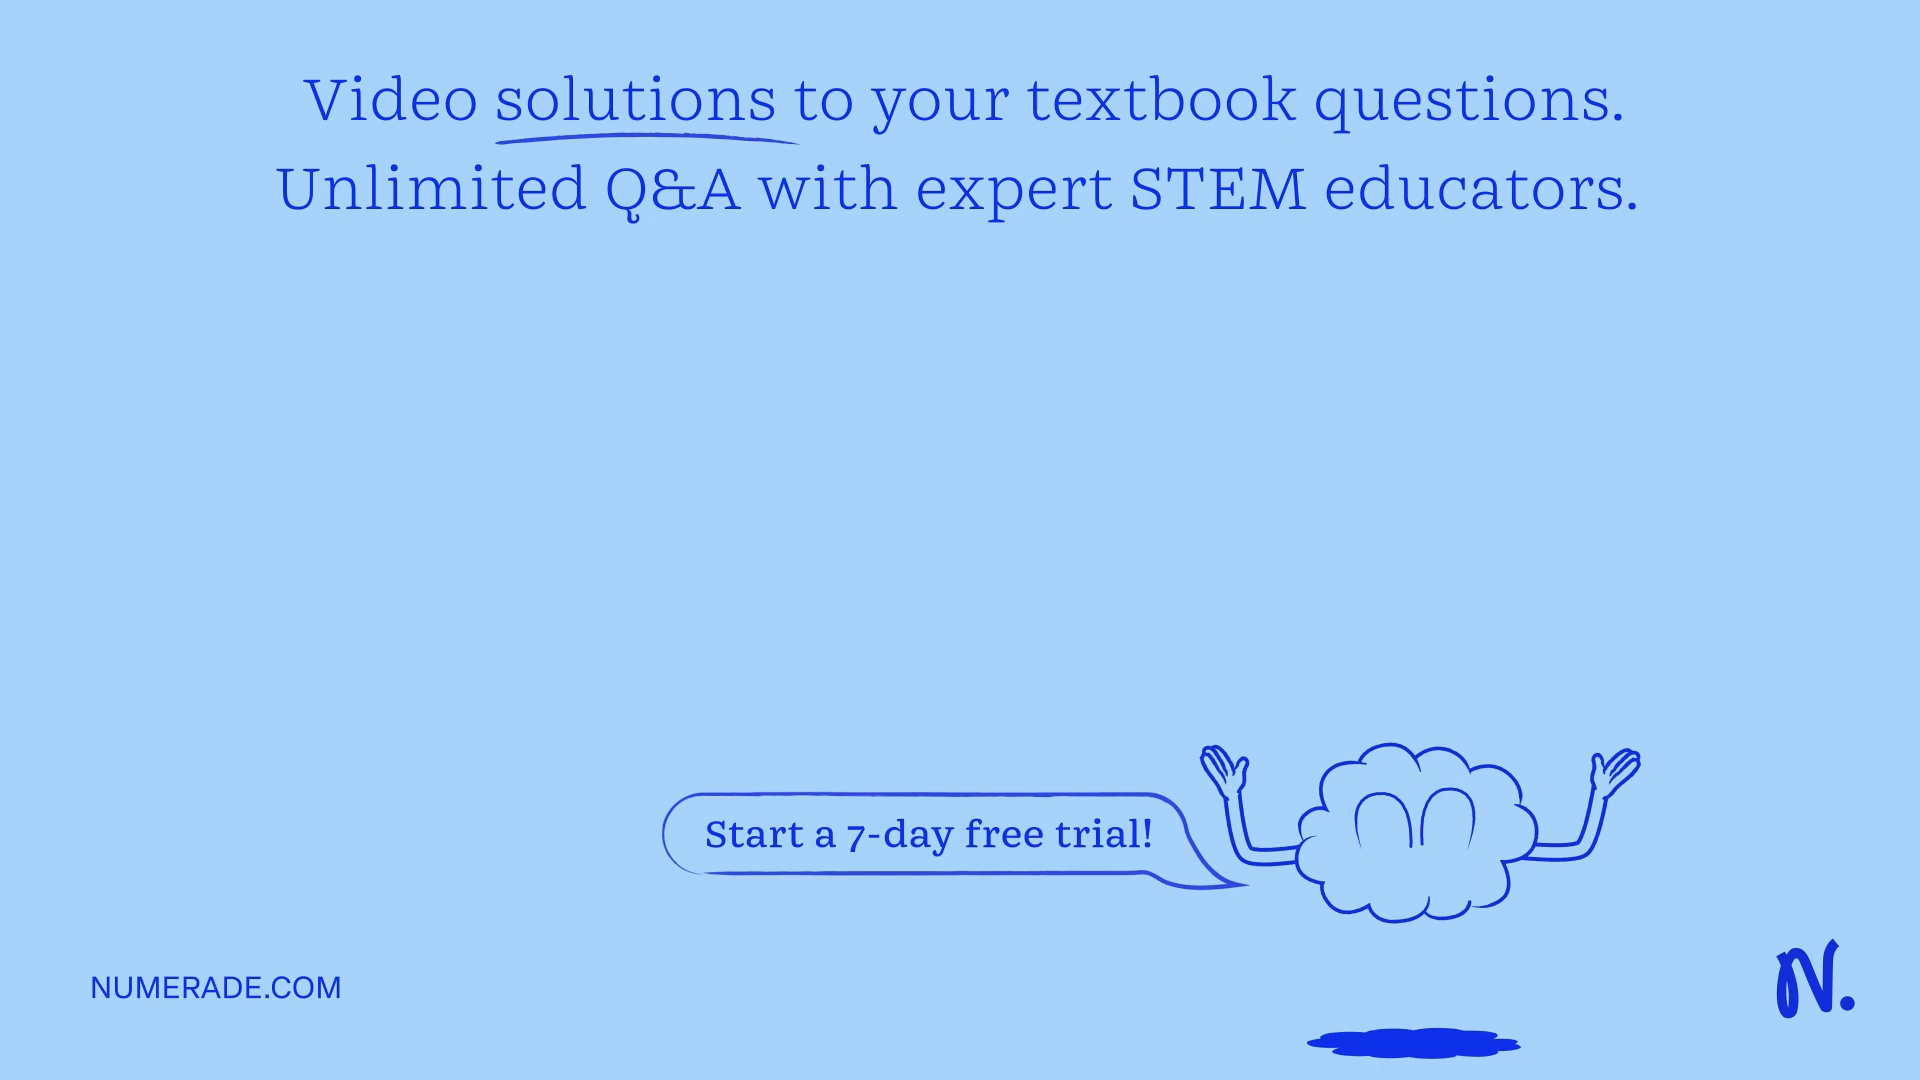 Video solutions to your textbook questions.
Unlimited Q&A with expert STEM educators.
Start a 7-day free trial!
NUMERADE.COM
N.